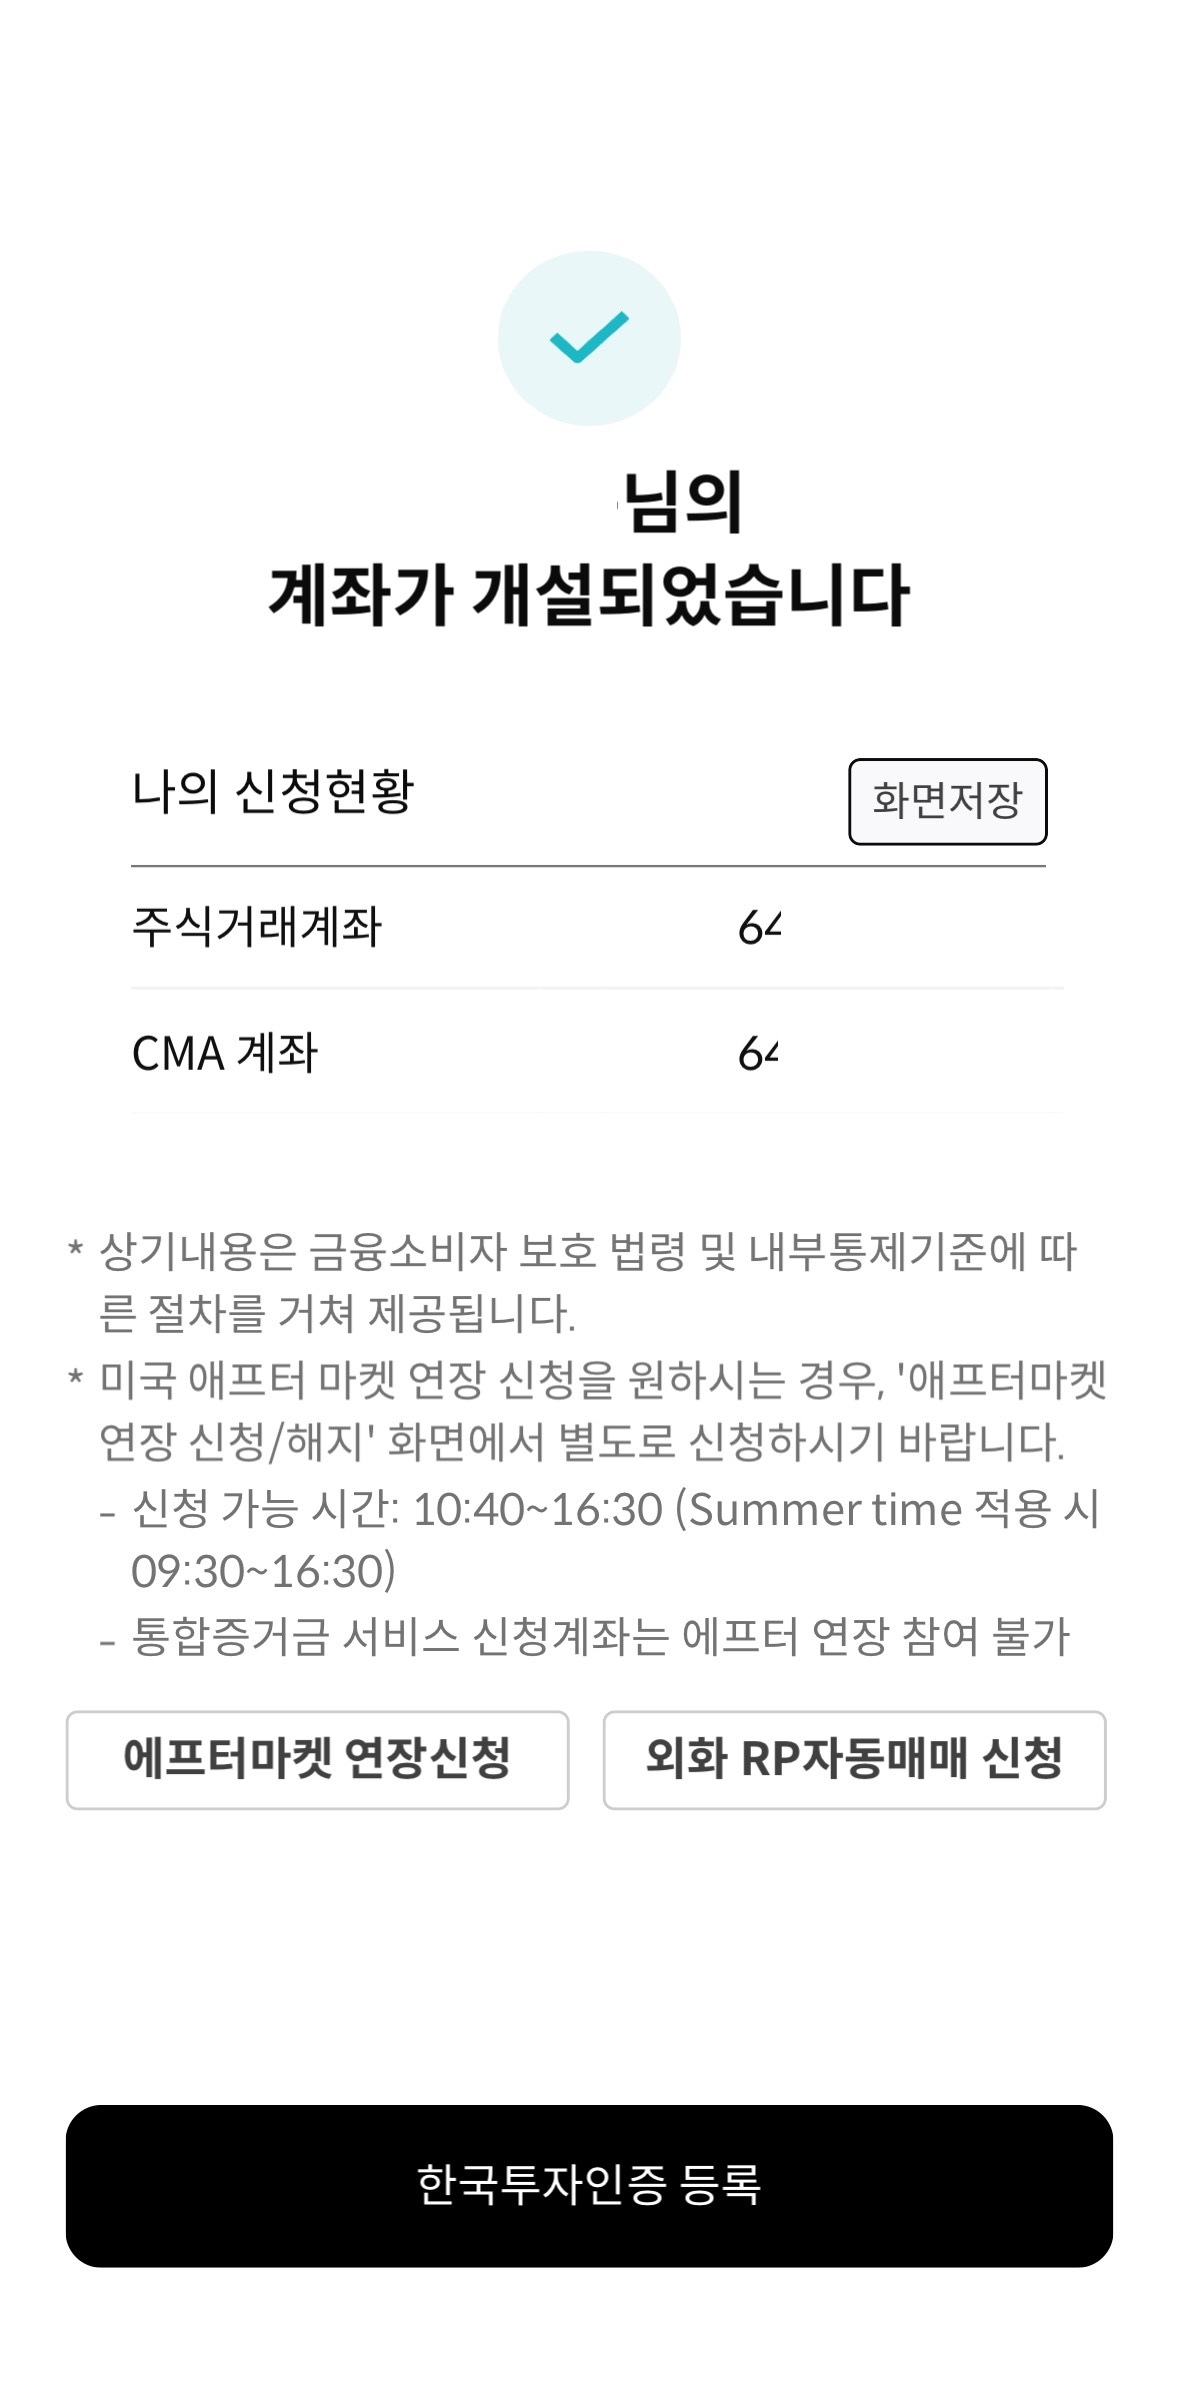 님의
계좌가 개설되었습니다
나의 신청현황
화면저장
주식거래계좌 64
CMA 계좌 64
* 상기내용은 금융소비자 보호 법령 및 내부통제기준에 따
른 절차를 거쳐 제공됩니다.
* 미국 애프터 마켓 연장 신청을 원하시는 경우, '애프터마켓
연장 신청/해지' 화면에서 별도로 신청하시기 바랍니다.
- 신청 가능 시간: 10:40~16:30 (Summer time 적용 시
09:30~16:30)
- 통합증거금 서비스 신청계좌는 에프터 연장 참여 불가
에프터마켓 연장신청
외화 RP자동매매 신청
한국투자인증 등록